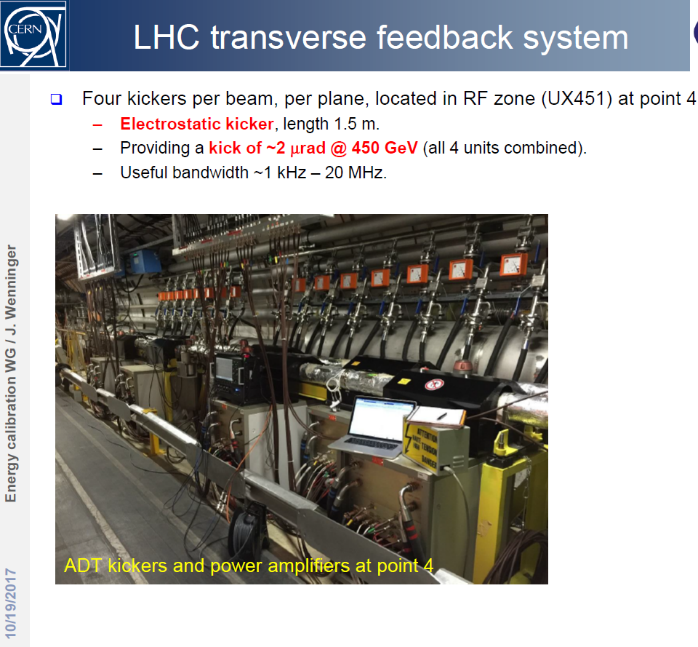 CERN
LHC transverse feedback system
Four kickers per beam, per plane, located in RF zone (UX451) at point 4
– Electrostatic kicker, length 1.5 m.
– Providing a kick of ~2 µrad @ 450 GeV (all 4 units combined).
– Useful bandwidth ~1 kHz – 20 MHz.
Energy calibration WG / J. Wenninger
10/19/2017
ATTENTION
DANGER
ADT kickers and power amplifiers at point 4